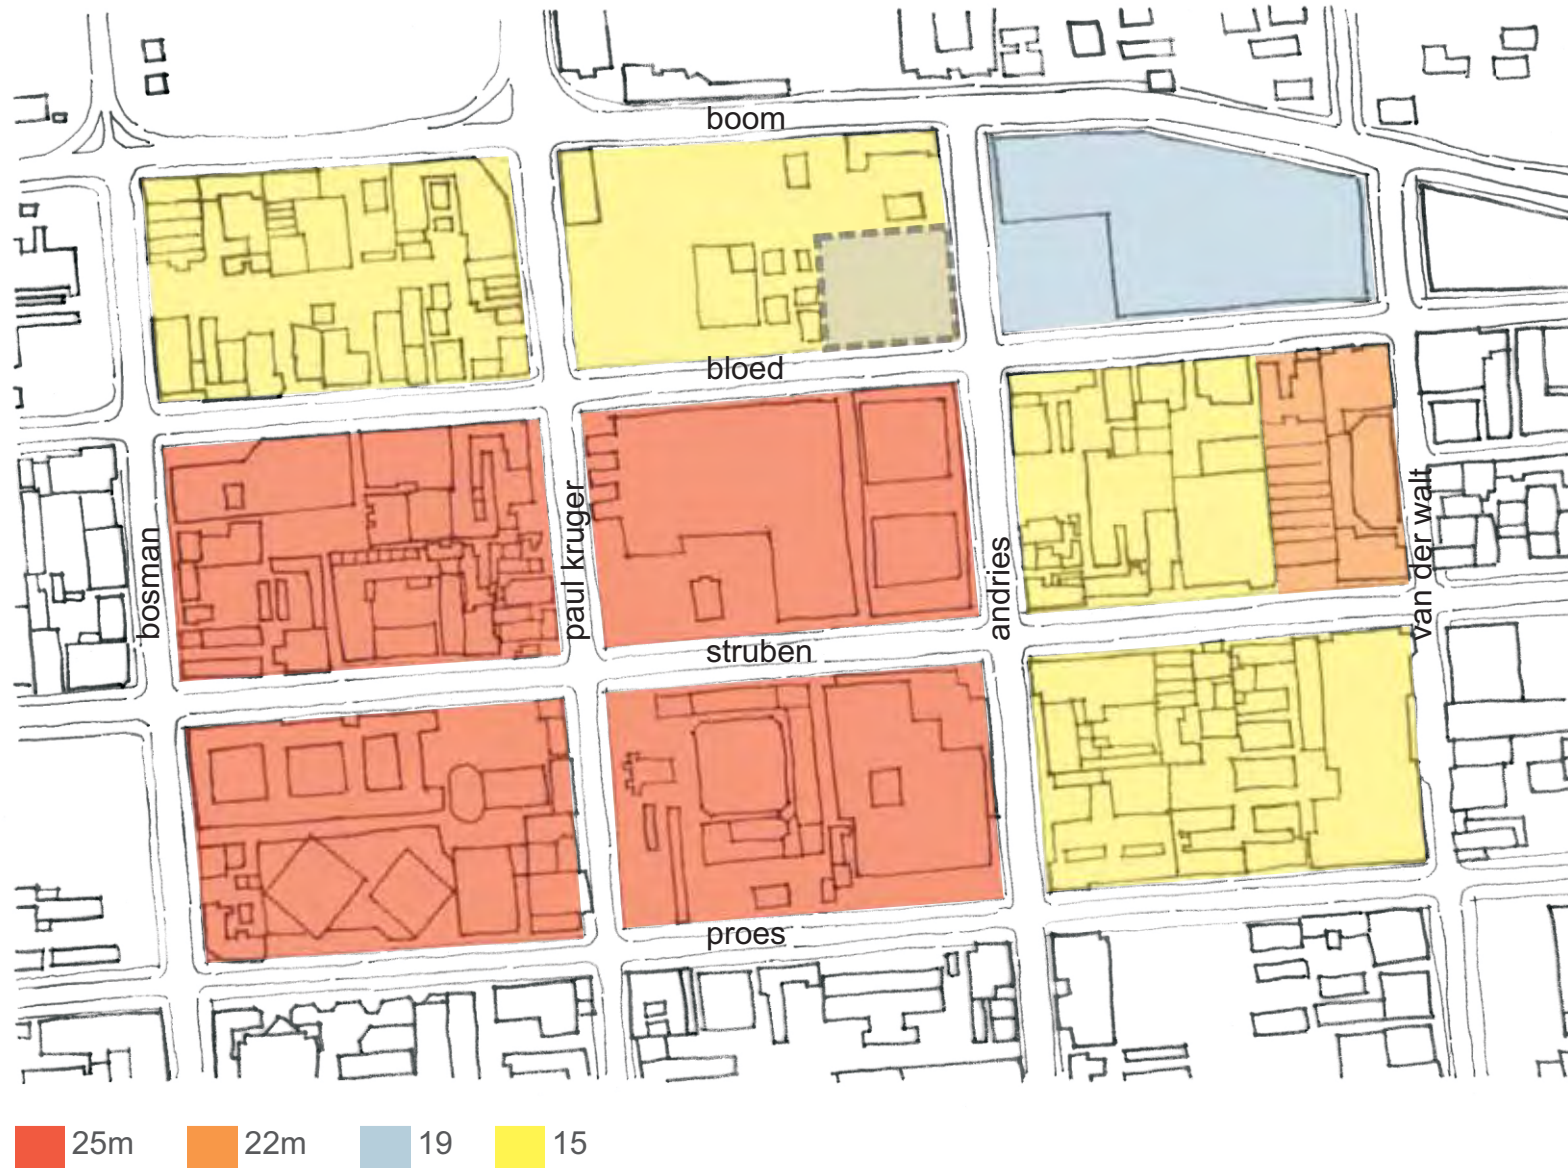 boom
bloed
bosman
paul kruger
andries
van der walt
struben
proes
25m
22m
19
15